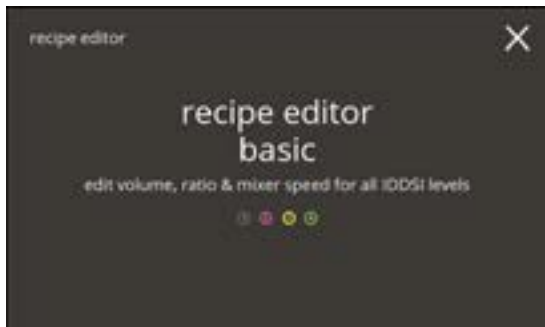 recipe editor
recipe editor
basic
edit volume, ratio & mixer speed for all IDDSI levels